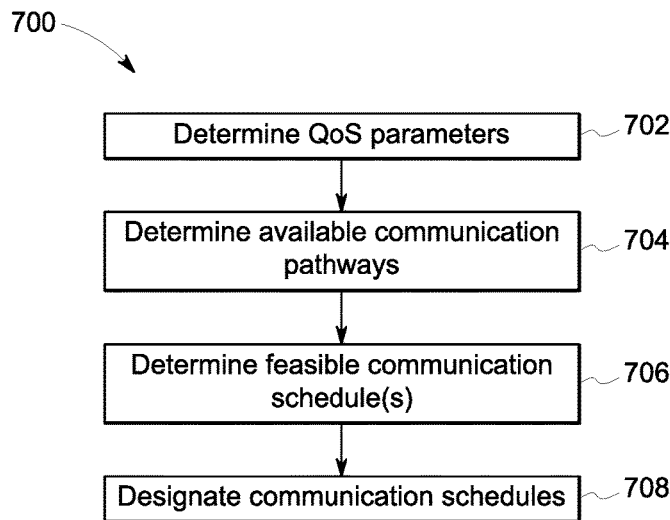 700
Determine QoS parameters
702
Determine available communication
pathways
704
Determine feasible communication
schedule(s)
706
Designate communication schedules
708